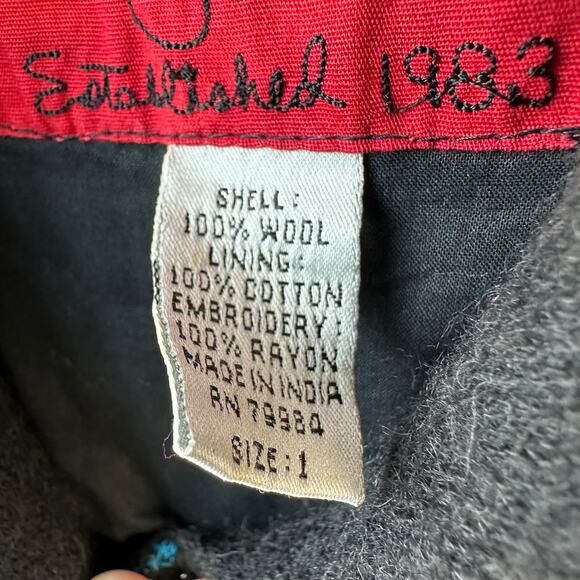 Established 1983
SHELL:
100% WOOL
LINING:
100% COTTON
EMBROIDERY:
100% RAYON
MADE IN INDIA
RN 79984
SIZE: 1